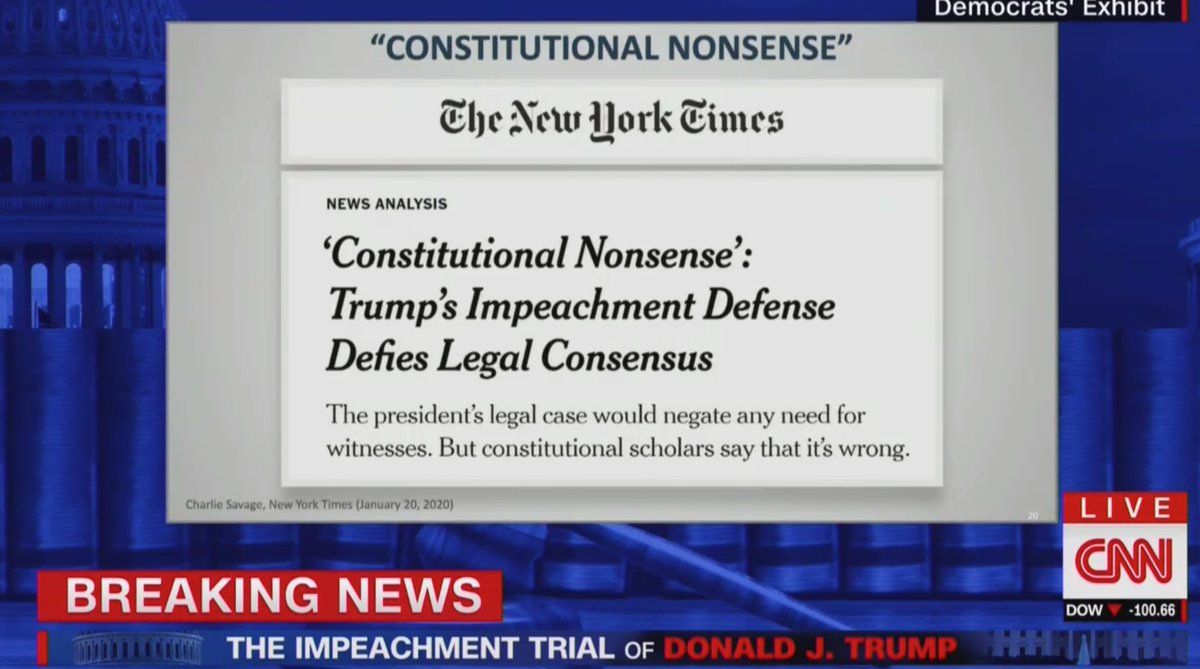 Democrats' Exhibit
“CONSTITUTIONAL NONSENSE”
The New York Times
NEWS ANALYSIS
‘Constitutional Nonsense’:
Trump’s Impeachment Defense
Defies Legal Consensus
The president’s legal case would negate any need for
witnesses. But constitutional scholars say that it’s wrong.
Charlie Savage, New York Times (January 20, 2020)
20
LIVE
CNN
DOW ▼ -100.66
BREAKING NEWS
THE IMPEACHMENT TRIAL OF DONALD J. TRUMP